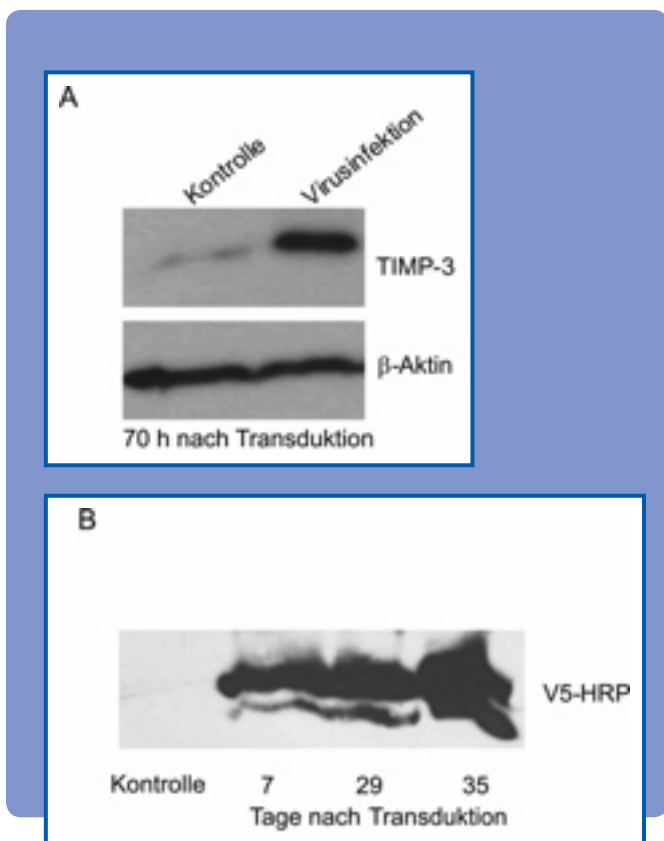 A
Kontrolle Virusinfektion
TIMP-3
β-Aktin
70 h nach Transduktion
B
V5-HRP
Kontrolle 7 29 35
Tage nach Transduktion